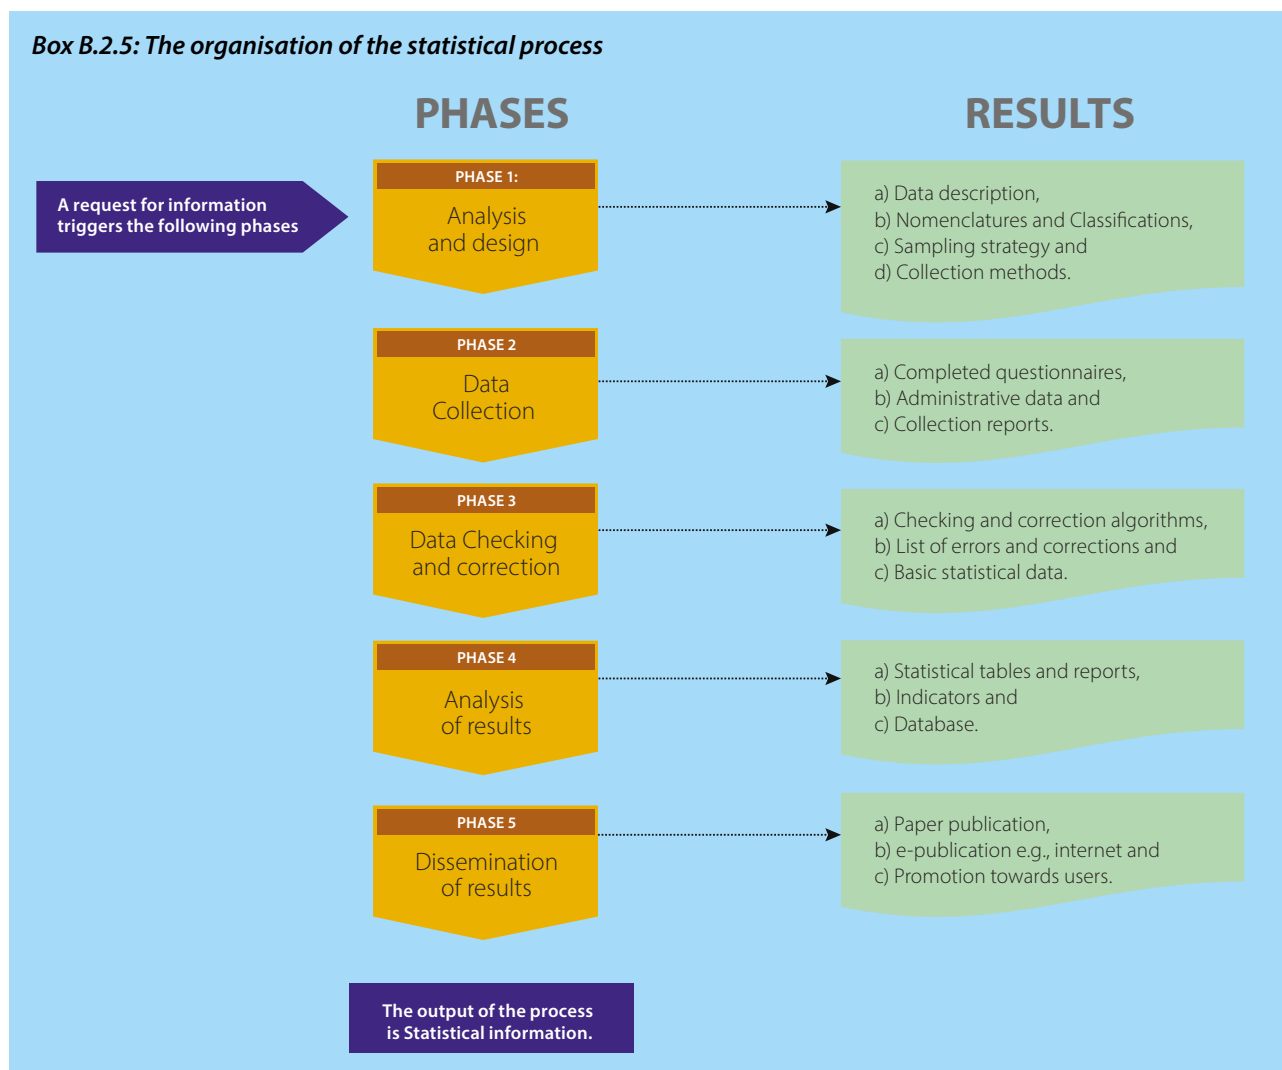 Box B.2.5: The organisation of the statistical process
PHASES
RESULTS
A request for information
triggers the following phases
PHASE 1:
Analysis
and design
a) Data description,
b) Nomenclatures and Classifications,
c) Sampling strategy and
d) Collection methods.
PHASE 2
Data
Collection
a) Completed questionnaires,
b) Administrative data and
c) Collection reports.
PHASE 3
Data Checking
and correction
a) Checking and correction algorithms,
b) List of errors and corrections and
c) Basic statistical data.
PHASE 4
Analysis
of results
a) Statistical tables and reports,
b) Indicators and
c) Database.
PHASE 5
Dissemination
of results
a) Paper publication,
b) e-publication e.g., internet and
c) Promotion towards users.
The output of the process
is Statistical information.